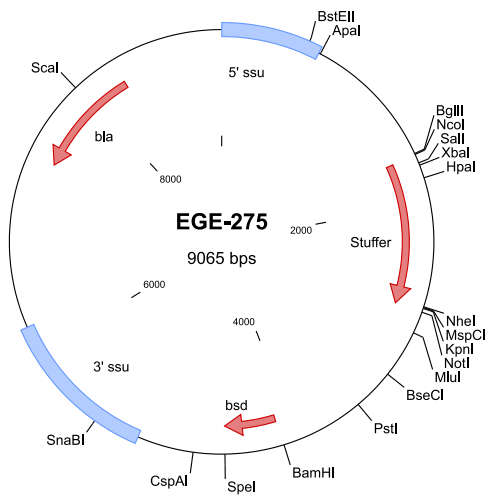 BstEII
ApaI
5' ssu
BglII
NcoI
SalI
XbaI
HpaI
Stuffer
2000
NheI
MspCI
KpnI
NotI
MluI
BseCI
PstI
BamHI
4000
bsd
SpeI
CspAI
SnaBI
3' ssu
6000
8000
bla
ScaI
EGE-275
9065 bps